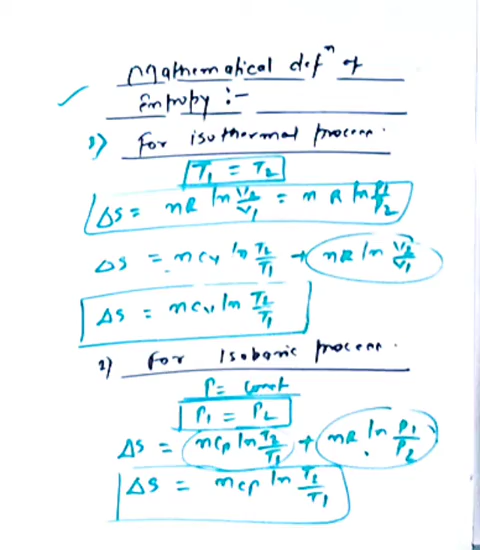 Mathematical defⁿ of
Entropy :-
1) For isothermal process.
T₁ = T₂
ΔS = nR ln V₂/V₁ = n R ln P₁/P₂
ΔS = nCv ln T₂/T₁ + nR ln V₂/V₁
ΔS = nCv ln T₂/T₁
2) For Isobaric process.
P = const
P₁ = P₂
ΔS = nCp ln T₂/T₁ + nR ln P₁/P₂
ΔS = nCp ln T₂/T₁